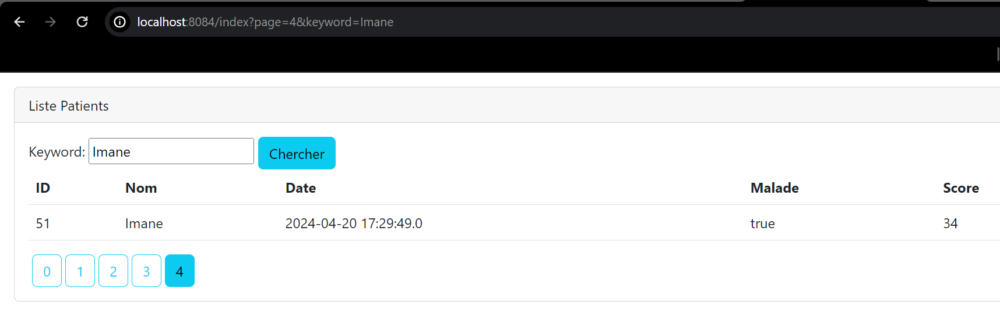 localhost:8084/index?page=4&keyword=Imane
Liste Patients
Keyword: Imane Chercher
ID Nom Date Malade Score
51 Imane 2024-04-20 17:29:49.0 true 34
0 1 2 3 4